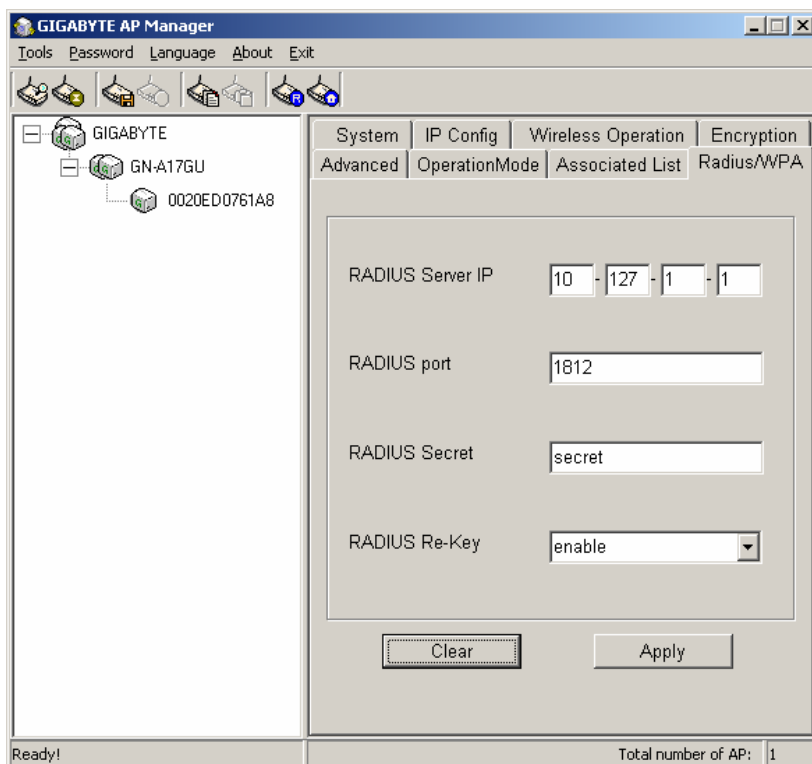 GIGABYTE AP Manager
Tools Password Language About Exit
GIGABYTE
GN-A17GU
0020ED0761A8
System IP Config Wireless Operation Encryption
Advanced OperationMode Associated List Radius/WPA
RADIUS Server IP 10 - 127 - 1 - 1
RADIUS port 1812
RADIUS Secret secret
RADIUS Re-Key enable
Clear Apply
Ready! Total number of AP: 1